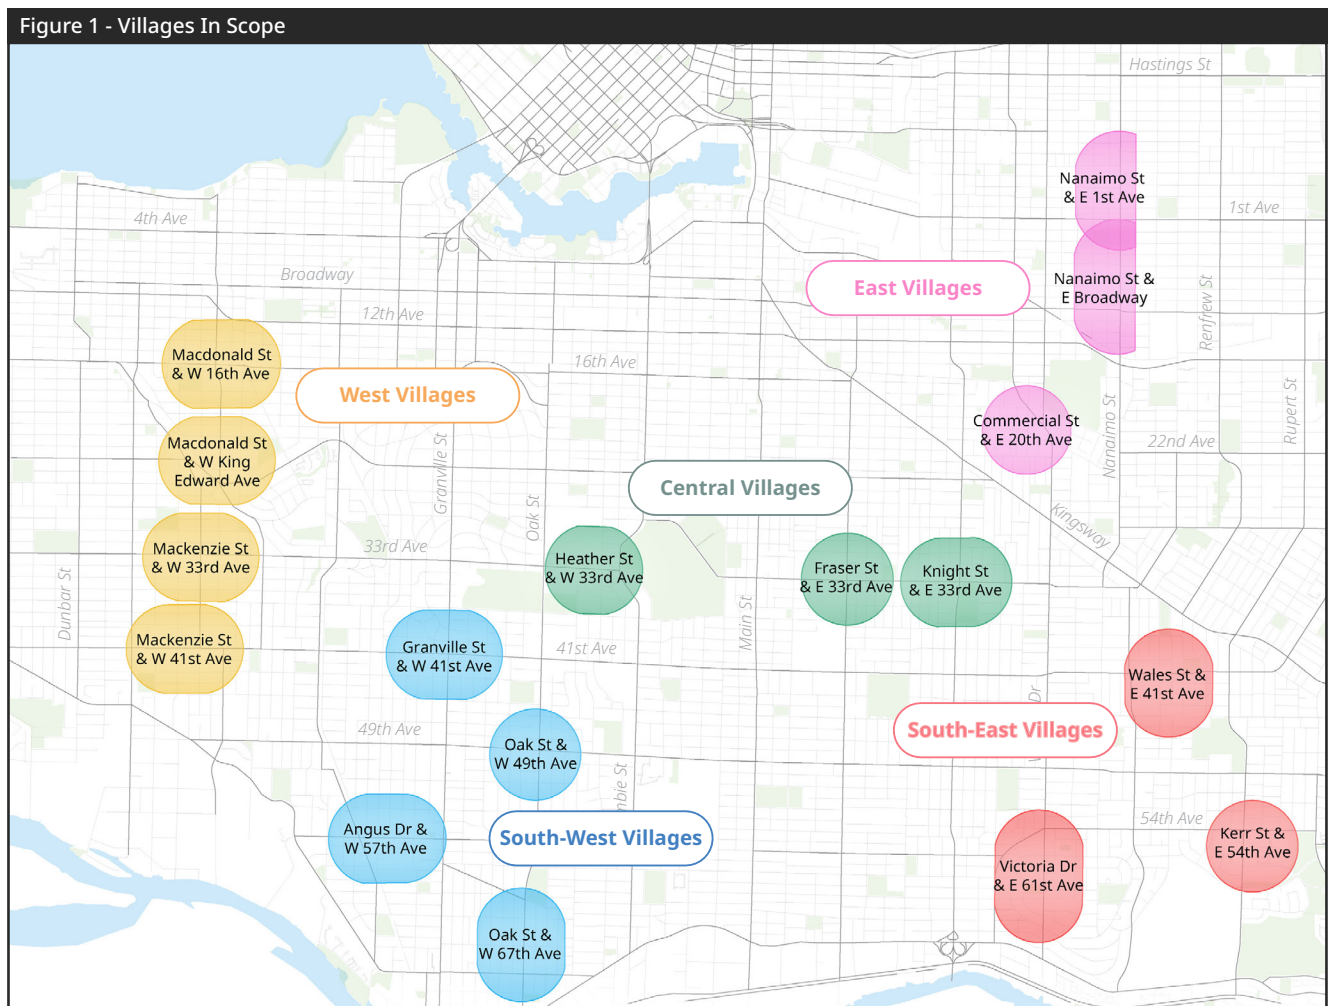 Figure 1 - Villages In Scope
Hastings St
Nanaimo St
& E 1st Ave
4th Ave
1st Ave
Broadway
East Villages
Nanaimo St &
E Broadway
Renfrew St
12th Ave
Macdonald St
& W 16th Ave
16th Ave
West Villages
Nanaimo St
Rupert St
Commercial St
& E 20th Ave
22nd Ave
Macdonald St
& W King
Edward Ave
Granville St
Central Villages
Oak St
Kingsway
33rd Ave
Mackenzie St
& W 33rd Ave
Heather St
& W 33rd Ave
Fraser St
& E 33rd Ave
Knight St
& E 33rd Ave
Dunbar St
Main St
Mackenzie St
& W 41st Ave
Granville St
& W 41st Ave
41st Ave
Wales St &
E 41st Ave
Dr
South-East Villages
49th Ave
Oak St &
W 49th Ave
St
Angus Dr &
W 57th Ave
South-West Villages
54th Ave
Kerr St &
E 54th Ave
Victoria Dr
& E 61st Ave
Oak St &
W 67th Ave